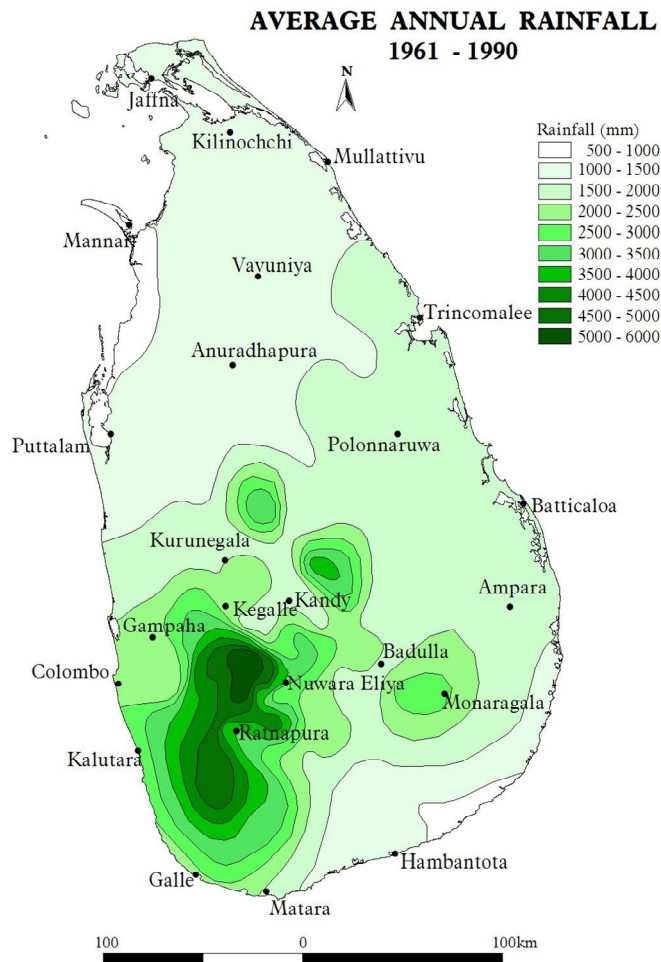 AVERAGE ANNUAL RAINFALL
1961 - 1990
N
Jaffna
Kilinochchi
Mullattivu
Rainfall (mm)
500 - 1000
1000 - 1500
1500 - 2000
2000 - 2500
2500 - 3000
3000 - 3500
3500 - 4000
4000 - 4500
4500 - 5000
5000 - 6000
Mannar
Vavuniya
Trincomalee
Anuradhapura
Puttalam
Polonnaruwa
Batticaloa
Kurunegala
Kandy
Ampara
Kegalle
Gampaha
Badulla
Colombo
Nuwara Eliya
Monaragala
Ratnapura
Kalutara
Hambantota
Galle
Matara
100 0 100km